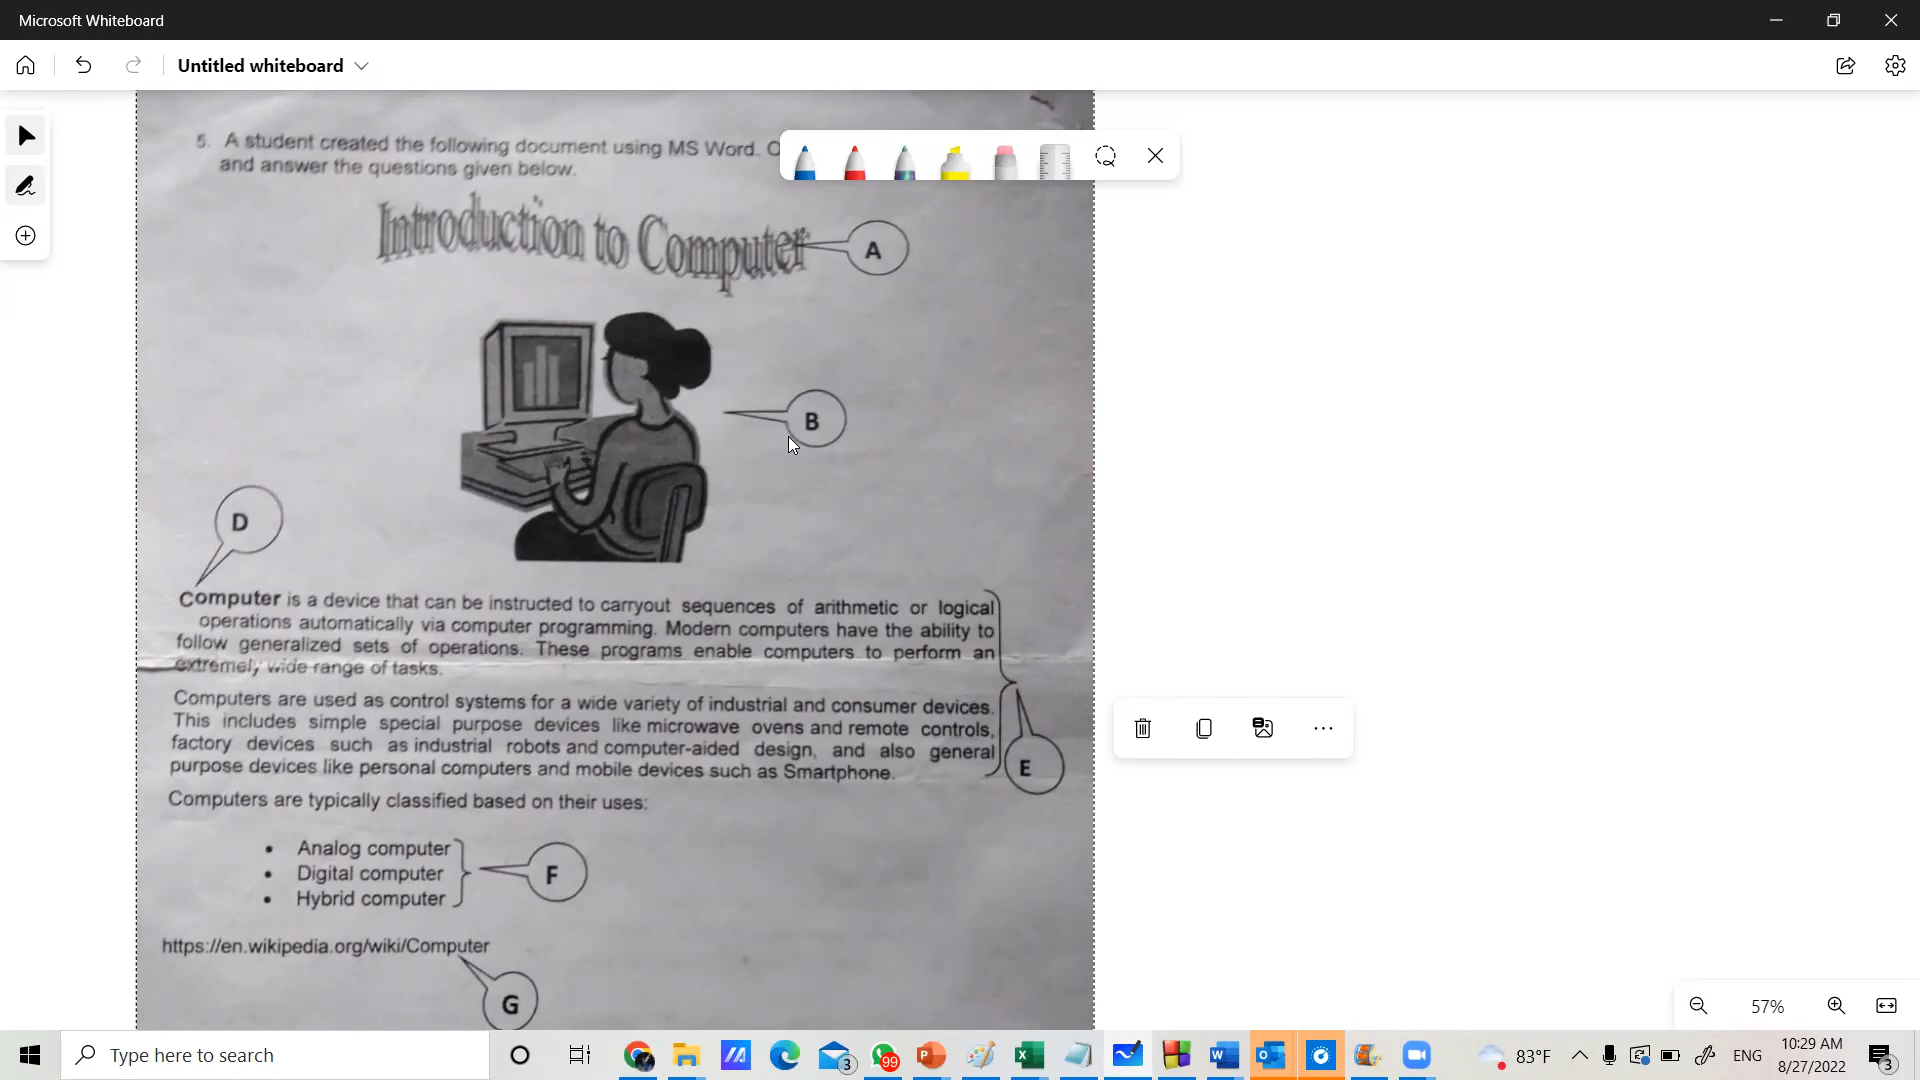 Microsoft Whiteboard
Untitled whiteboard
5. A student created the following document using MS Word.
and answer the questions given below.
Introduction to Computer
A
B
D
Computer is a device that can be instructed to carryout sequences of arithmetic or logical
operations automatically via computer programming. Modern computers have the ability to
follow generalized sets of operations. These programs enable computers to perform an
extremely wide range of tasks.
Computers are used as control systems for a wide variety of industrial and consumer devices.
This includes simple special purpose devices like microwave ovens and remote controls,
factory devices such as industrial robots and computer-aided design, and also general
purpose devices like personal computers and mobile devices such as Smartphone.
E
Computers are typically classified based on their uses:
• Analog computer
• Digital computer
• Hybrid computer
F
https://en.wikipedia.org/wiki/Computer
G
57%
Type here to search
3
99
83°F
ENG
10:29 AM
8/27/2022
3